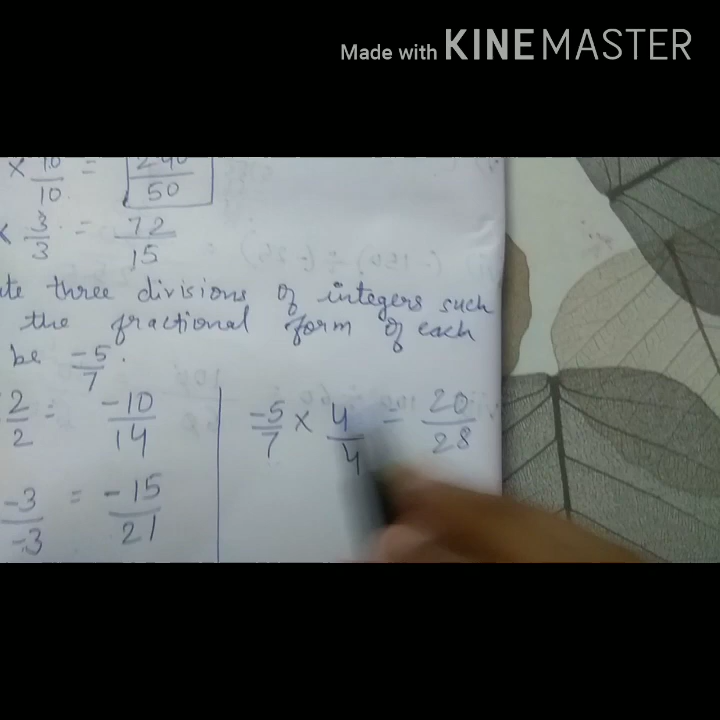 Made with KINEMASTER
× 10/10 = 240/50
× 3/3 = 72/15
te three divisions of integers such
the fractional form of each
be -5/7.
2/2 = -10/14
-5/7 × 4/4 = 20/28
-3/-3 = -15/21